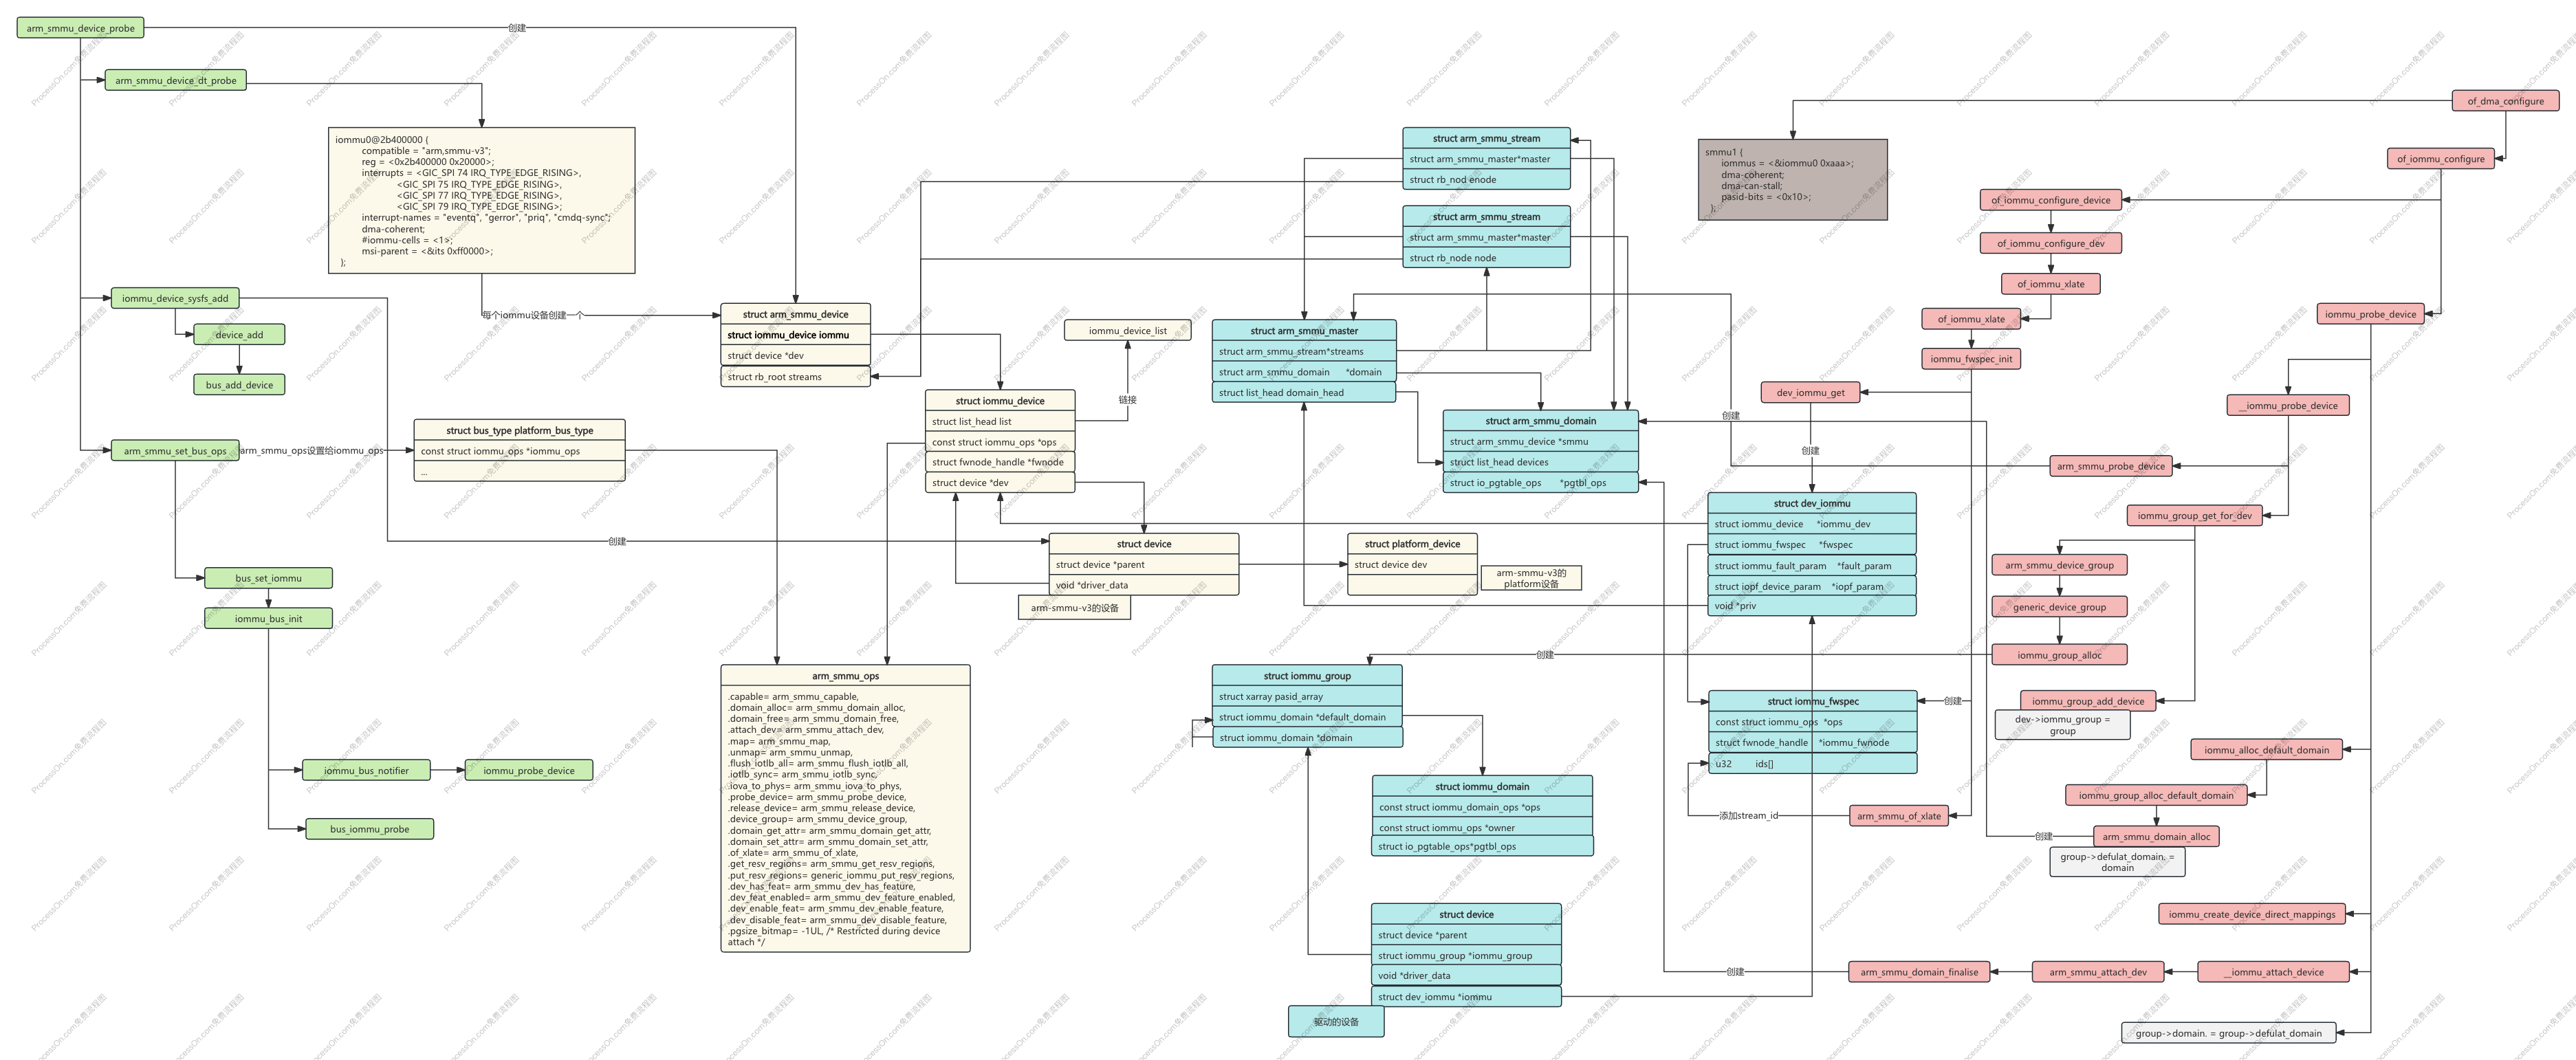 arm_smmu_device_probe
创建
arm_smmu_device_dt_probe
iommu0@2b400000 {
compatible = "arm,smmu-v3";
reg = <0x2b400000 0x20000>;
interrupts = <GIC_SPI 74 IRQ_TYPE_EDGE_RISING>,
<GIC_SPI 75 IRQ_TYPE_EDGE_RISING>,
<GIC_SPI 77 IRQ_TYPE_EDGE_RISING>,
<GIC_SPI 79 IRQ_TYPE_EDGE_RISING>;
interrupt-names = "eventq", "gerror", "priq", "cmdq-sync";
dma-coherent;
#iommu-cells = <1>;
msi-parent = <&its 0xff0000>;
};
每个iommu设备创建一个
iommu_device_sysfs_add
device_add
bus_add_device
arm_smmu_set_bus_ops
arm_smmu_ops设置给iommu_ops
struct bus_type platform_bus_type
const struct iommu_ops *iommu_ops
...
创建
bus_set_iommu
iommu_bus_init
iommu_bus_notifier
iommu_probe_device
bus_iommu_probe
struct arm_smmu_device
struct iommu_device iommu
struct device *dev
struct rb_root streams
struct iommu_device
struct list_head list
const struct iommu_ops *ops
struct fwnode_handle *fwnode
struct device *dev
iommu_device_list
链接
struct device
struct device *parent
void *driver_data
arm-smmu-v3的设备
struct platform_device
struct device dev
arm-smmu-v3的
platform设备
arm_smmu_ops
.capable= arm_smmu_capable,
.domain_alloc= arm_smmu_domain_alloc,
.domain_free= arm_smmu_domain_free,
.attach_dev= arm_smmu_attach_dev,
.map= arm_smmu_map,
.unmap= arm_smmu_unmap,
.flush_iotlb_all= arm_smmu_flush_iotlb_all,
.iotlb_sync= arm_smmu_iotlb_sync,
.iova_to_phys= arm_smmu_iova_to_phys,
.probe_device= arm_smmu_probe_device,
.release_device= arm_smmu_release_device,
.device_group= arm_smmu_device_group,
.domain_get_attr= arm_smmu_domain_get_attr,
.domain_set_attr= arm_smmu_domain_set_attr,
.of_xlate= arm_smmu_of_xlate,
.get_resv_regions= arm_smmu_get_resv_regions,
.put_resv_regions= generic_iommu_put_resv_regions,
.dev_has_feat= arm_smmu_dev_has_feature,
.dev_feat_enabled= arm_smmu_dev_feature_enabled,
.dev_enable_feat= arm_smmu_dev_enable_feature,
.dev_disable_feat= arm_smmu_dev_disable_feature,
.pgsize_bitmap= -1UL, /* Restricted during device
attach */
struct arm_smmu_stream
struct arm_smmu_master*master
struct rb_nod enode
struct arm_smmu_stream
struct arm_smmu_master*master
struct rb_node node
struct arm_smmu_master
struct arm_smmu_stream*streams
struct arm_smmu_domain *domain
struct list_head domain_head
struct arm_smmu_domain
struct arm_smmu_device *smmu
struct list_head devices
struct io_pgtable_ops *pgtbl_ops
struct iommu_group
struct xarray pasid_array
struct iommu_domain *default_domain
struct iommu_domain *domain
struct iommu_domain
const struct iommu_domain_ops *ops
const struct iommu_ops *owner
struct io_pgtable_ops*pgtbl_ops
struct device
struct device *parent
struct iommu_group *iommu_group
void *driver_data
struct dev_iommu *iommu
驱动的设备
smmu1 {
iommus = <&iommu0 0xaaa>;
dma-coherent;
dma-can-stall;
pasid-bits = <0x10>;
};
创建
dev_iommu_get
创建
struct dev_iommu
struct iommu_device *iommu_dev
struct iommu_fwspec *fwspec
struct iommu_fault_param *fault_param
struct iopf_device_param *iopf_param
void *priv
创建
struct iommu_fwspec
const struct iommu_ops *ops
struct fwnode_handle *iommu_fwnode
u32 ids[]
创建
添加stream_id
arm_smmu_of_xlate
of_dma_configure
of_iommu_configure
of_iommu_configure_device
of_iommu_configure_dev
of_iommu_xlate
of_iommu_xlate
iommu_fwspec_init
iommu_probe_device
__iommu_probe_device
arm_smmu_probe_device
iommu_group_get_for_dev
arm_smmu_device_group
generic_device_group
iommu_group_alloc
iommu_group_add_device
dev->iommu_group =
group
iommu_alloc_default_domain
iommu_group_alloc_default_domain
创建
arm_smmu_domain_alloc
group->defulat_domain. =
domain
iommu_create_device_direct_mappings
创建
arm_smmu_domain_finalise
arm_smmu_attach_dev
__iommu_attach_device
group->domain. = group->defulat_domain
ProcessOn.com免费流程图